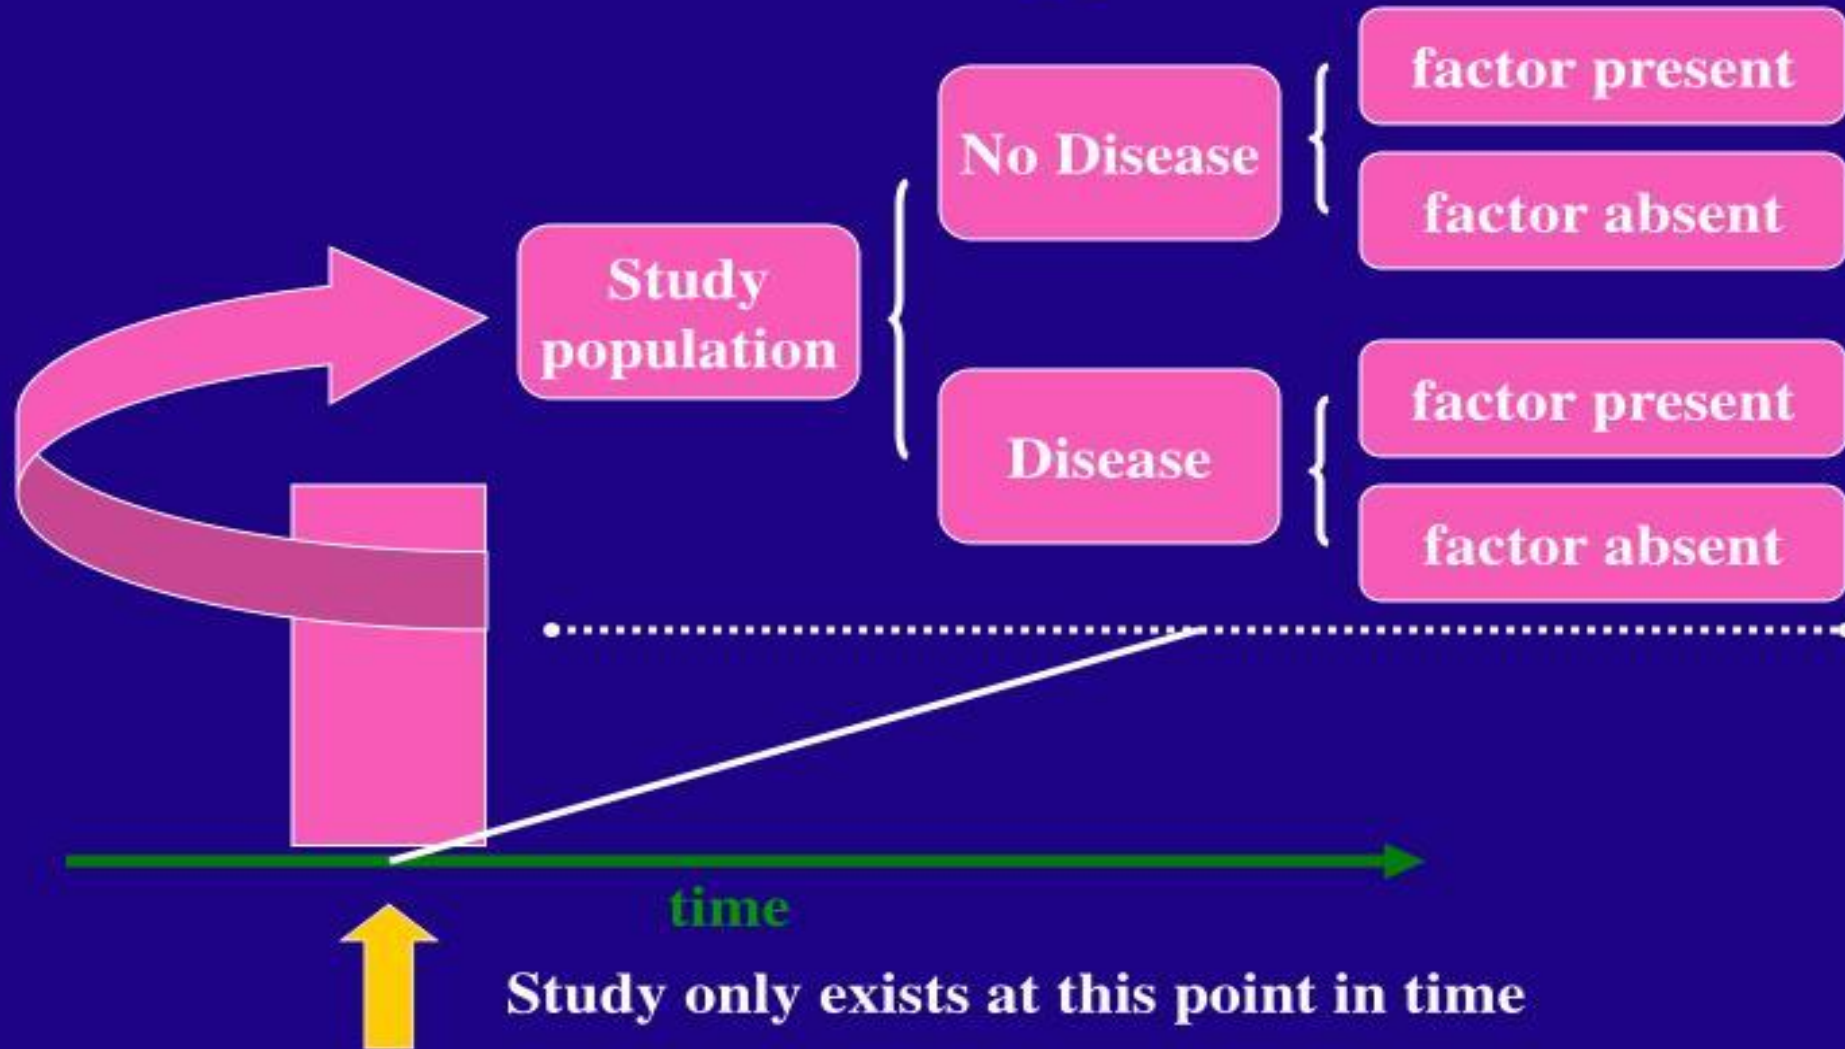 factor present
No Disease
factor absent
Study
population
factor present
Disease
factor absent
time
Study only exists at this point in time